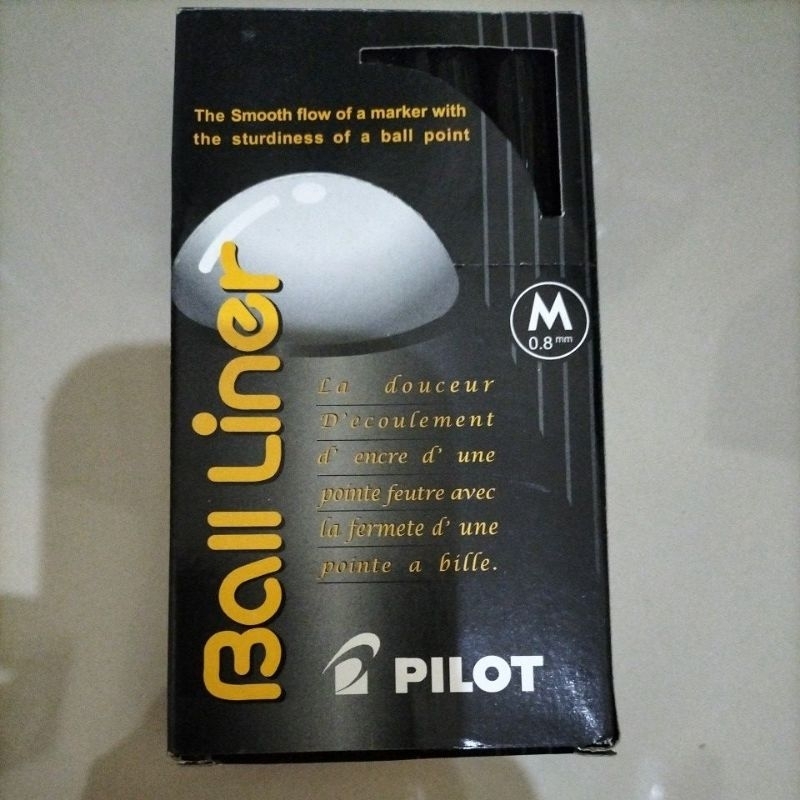 The Smooth flow of a marker with
the sturdiness of a ball point
Ball Liner
M
0.8 mm
La douceur
D'ecoulement
d' encre d' une
pointe feutre avec
la fermete d' une
pointe a bille.
PILOT